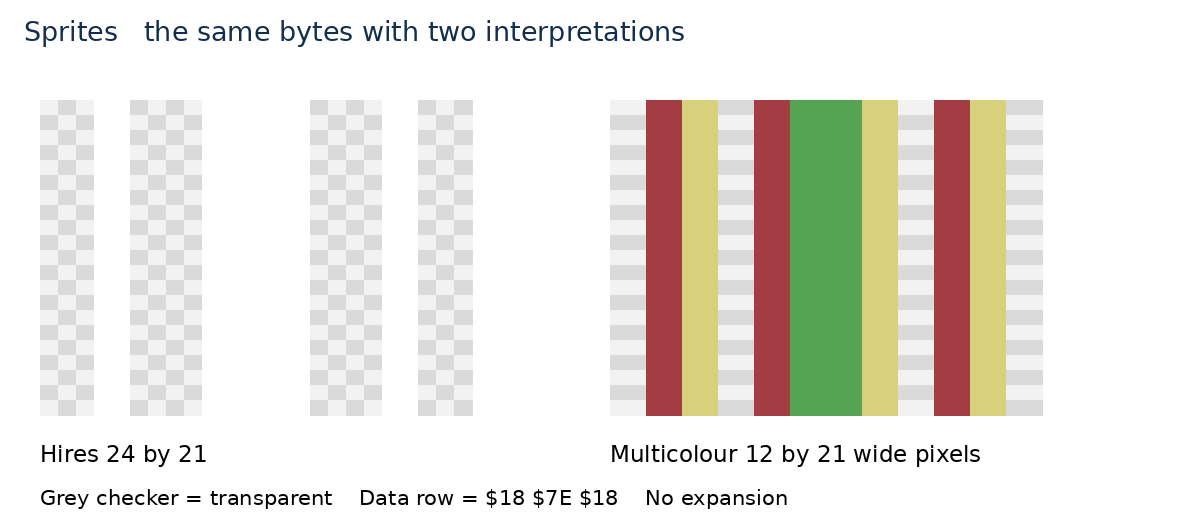 Sprites   the same bytes with two interpretations
Hires 24 by 21
Multicolour 12 by 21 wide pixels
Grey checker = transparent    Data row = $18 $7E $18    No expansion